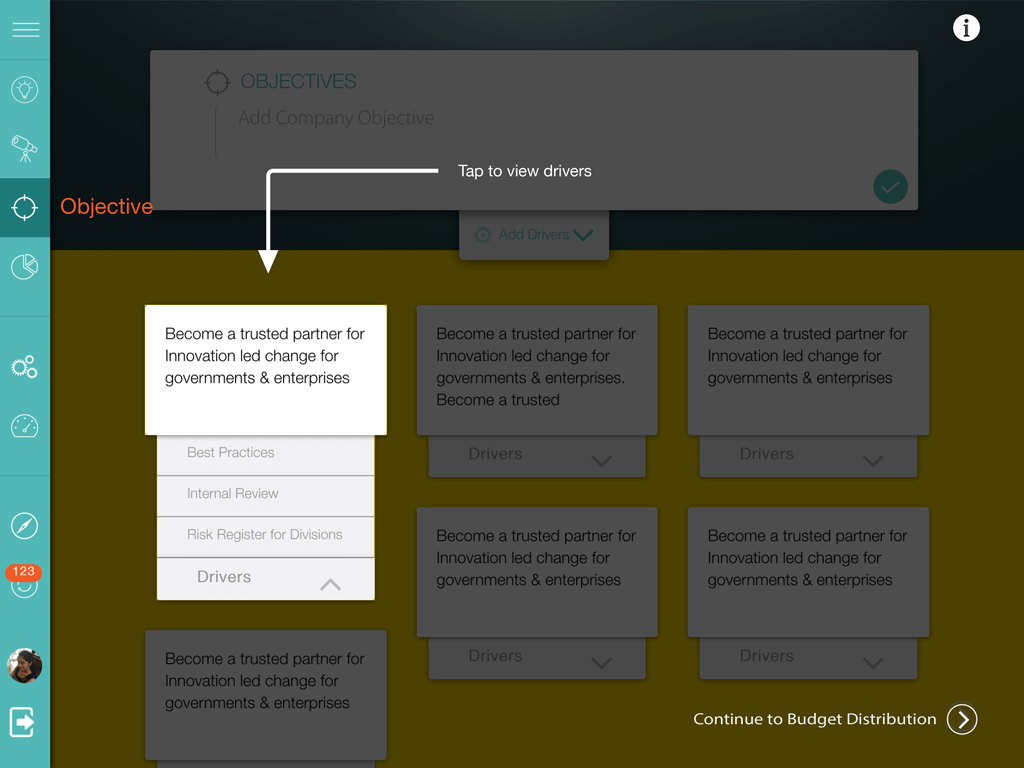 OBJECTIVES
Add Company Objective
Tap to view drivers
Objective
Add Drivers
Become a trusted partner for
Innovation led change for
governments & enterprises
Best Practices
Internal Review
Risk Register for Divisions
Drivers
Become a trusted partner for
Innovation led change for
governments & enterprises.
Become a trusted
Drivers
Become a trusted partner for
Innovation led change for
governments & enterprises
Drivers
Become a trusted partner for
Innovation led change for
governments & enterprises
Become a trusted partner for
Innovation led change for
governments & enterprises
Drivers
Become a trusted partner for
Innovation led change for
governments & enterprises
Drivers
123
Continue to Budget Distribution